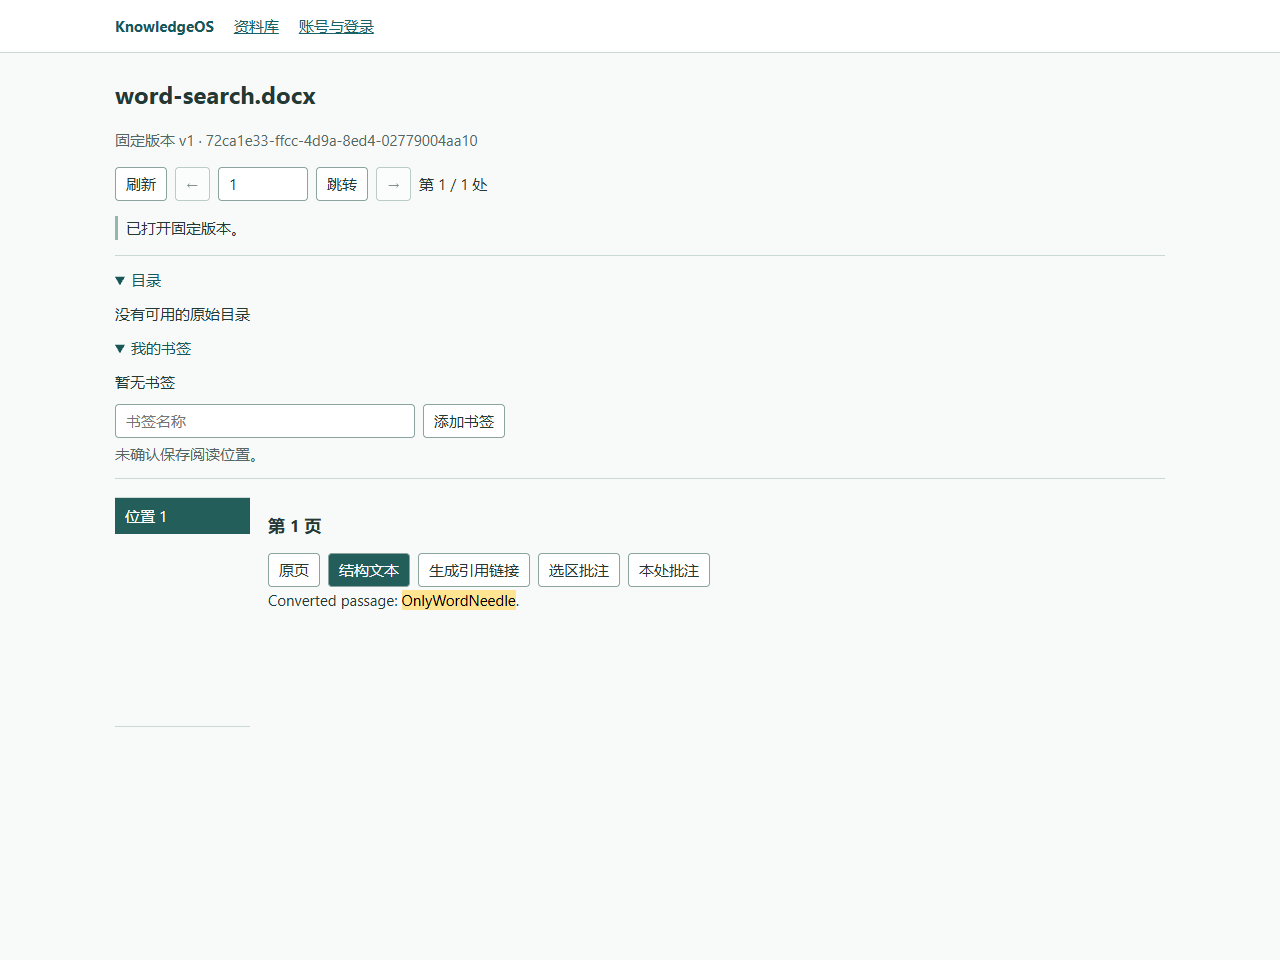 KnowledgeOS 资料库 账号与登录
word-search.docx
固定版本 v1 · 72ca1e33-ffcc-4d9a-8ed4-02779004aa10
刷新 ← 1 跳转 → 第 1 / 1 处
已打开固定版本。
▼ 目录
没有可用的原始目录
▼ 我的书签
暂无书签
书签名称 添加书签
未确认保存阅读位置。
位置 1
第 1 页
原页 结构文本 生成引用链接 选区批注 本处批注
Converted passage: OnlyWordNeedle.